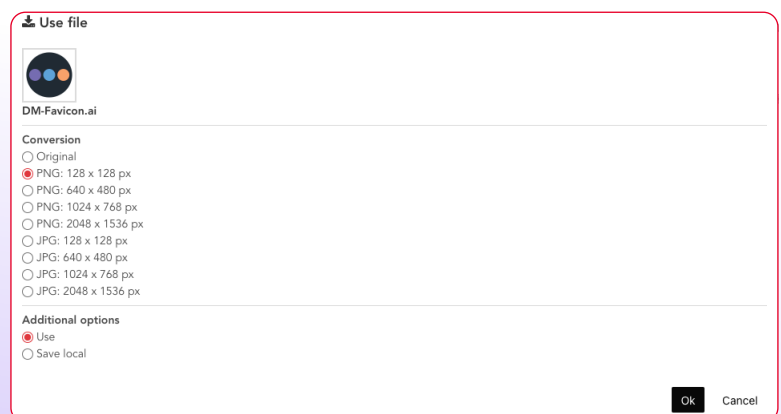 Use file
DM-Favicon.ai
Conversion
Original
PNG: 128 x 128 px
PNG: 640 x 480 px
PNG: 1024 x 768 px
PNG: 2048 x 1536 px
JPG: 128 x 128 px
JPG: 640 x 480 px
JPG: 1024 x 768 px
JPG: 2048 x 1536 px
Additional options
Use
Save local
Ok Cancel